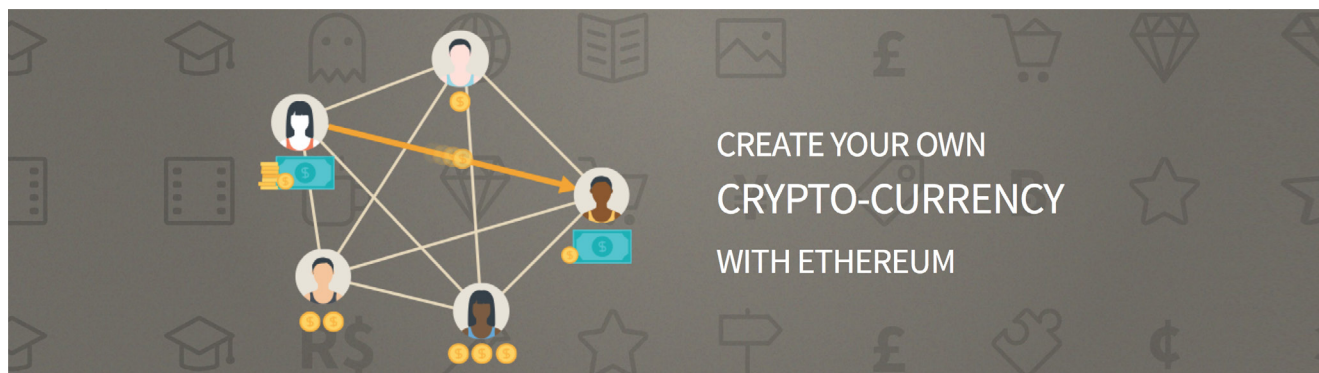 CREATE YOUR OWN
CRYPTO-CURRENCY
WITH ETHEREUM
R$
£
£
¢